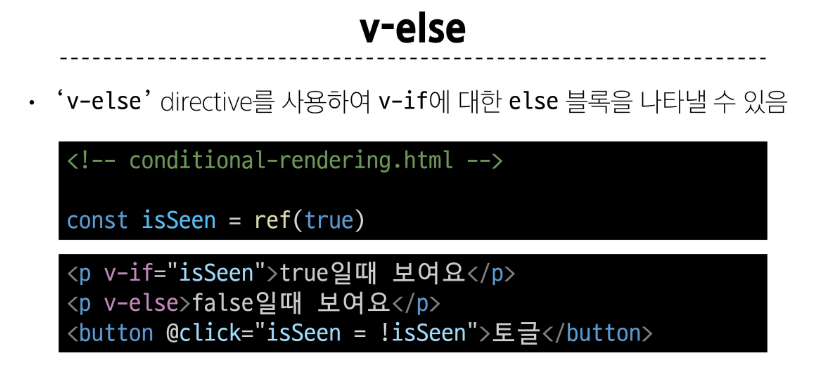 v-else
• ‘v-else’ directive를 사용하여 v-if에 대한 else 블록을 나타낼 수 있음
<!-- conditional-rendering.html -->
const isSeen = ref(true)
<p v-if="isSeen">true일때 보여요</p>
<p v-else>false일때 보여요</p>
<button @click="isSeen = !isSeen">토글</button>